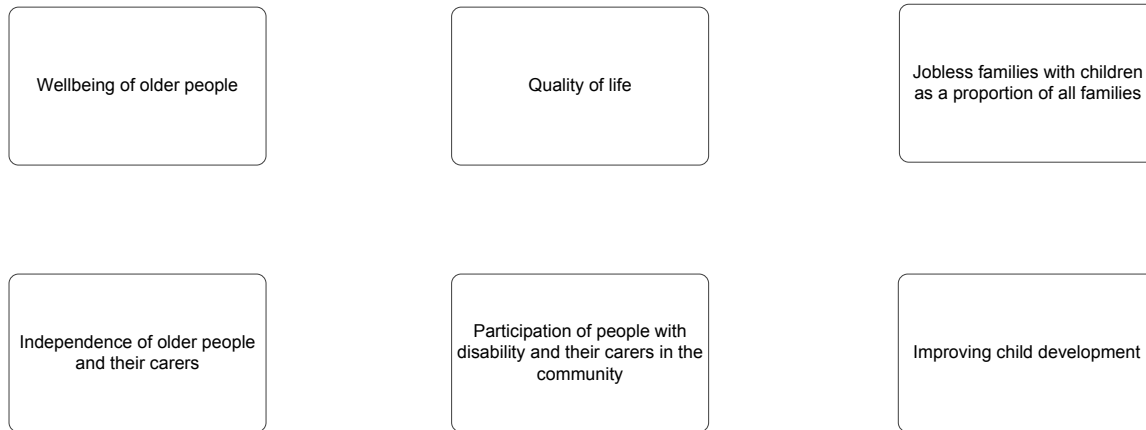 Wellbeing of older people
Quality of life
Jobless families with children
as a proportion of all families
Independence of older people
and their carers
Participation of people with
disability and their carers in the
community
Improving child development